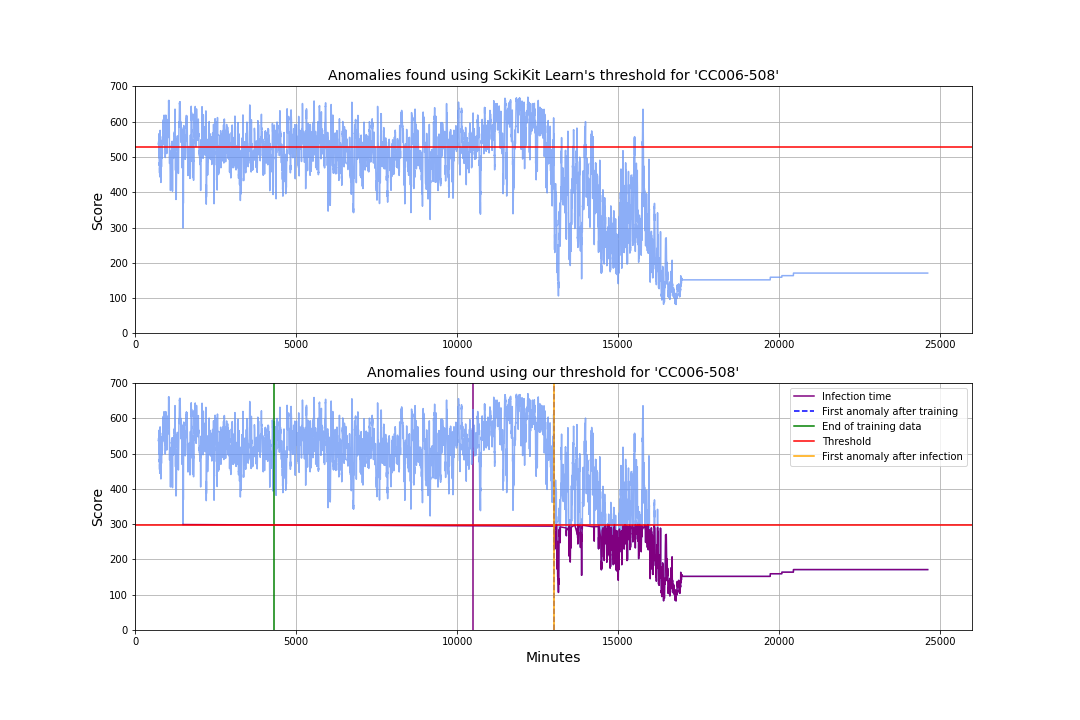 Anomalies found using SckiKit Learn's threshold for 'CC006-508'
700
600
500
400
300
200
100
0
Score
0 5000 10000 15000 20000 25000
Anomalies found using our threshold for 'CC006-508'
700
600
500
400
300
200
100
0
Score
Infection time
First anomaly after training
End of training data
Threshold
First anomaly after infection
0 5000 10000 15000 20000 25000
Minutes